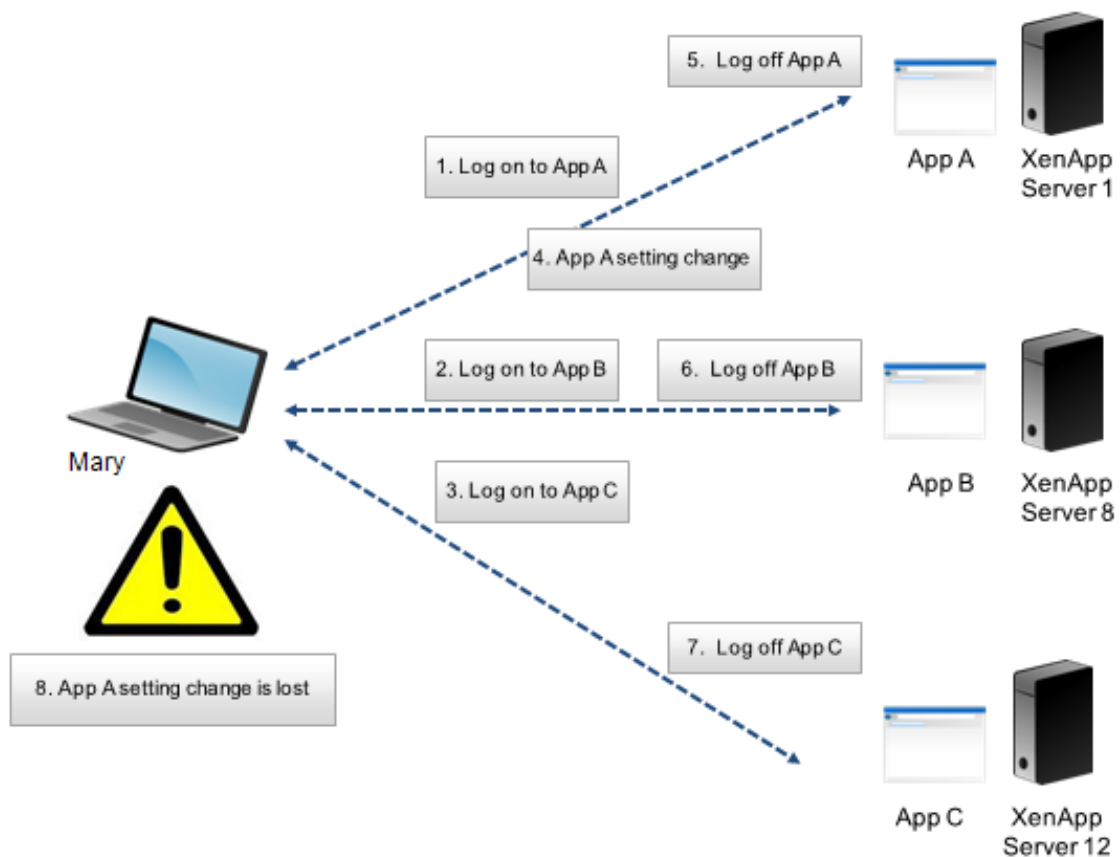 5. Log off App A
1. Log on to App A
App A
XenApp
Server 1
4. App A setting change
2. Log on to App B
6. Log off App B
Mary
3. Log on to App C
App B
XenApp
Server 8
7. Log off App C
8. App A setting change is lost
App C
XenApp
Server 12